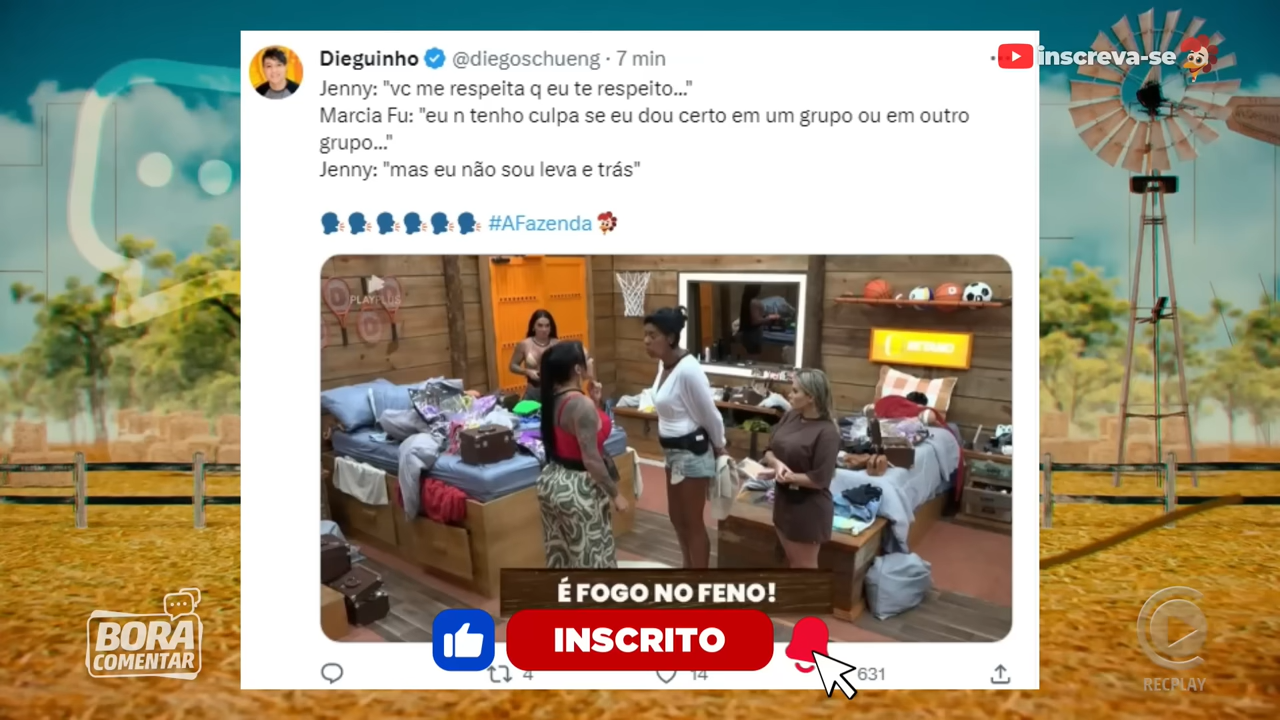 Dieguinho @diegoschueng · 7 min
inscreva-se
Jenny: "vc me respeita q eu te respeito..."
Marcia Fu: "eu n tenho culpa se eu dou certo em um grupo ou em outro
grupo..."
Jenny: "mas eu não sou leva e trás"
#AFazenda
PLAYPLUS
É FOGO NO FENO!
INSCRITO
4
14
631
BORA
COMENTAR
RECPLAY